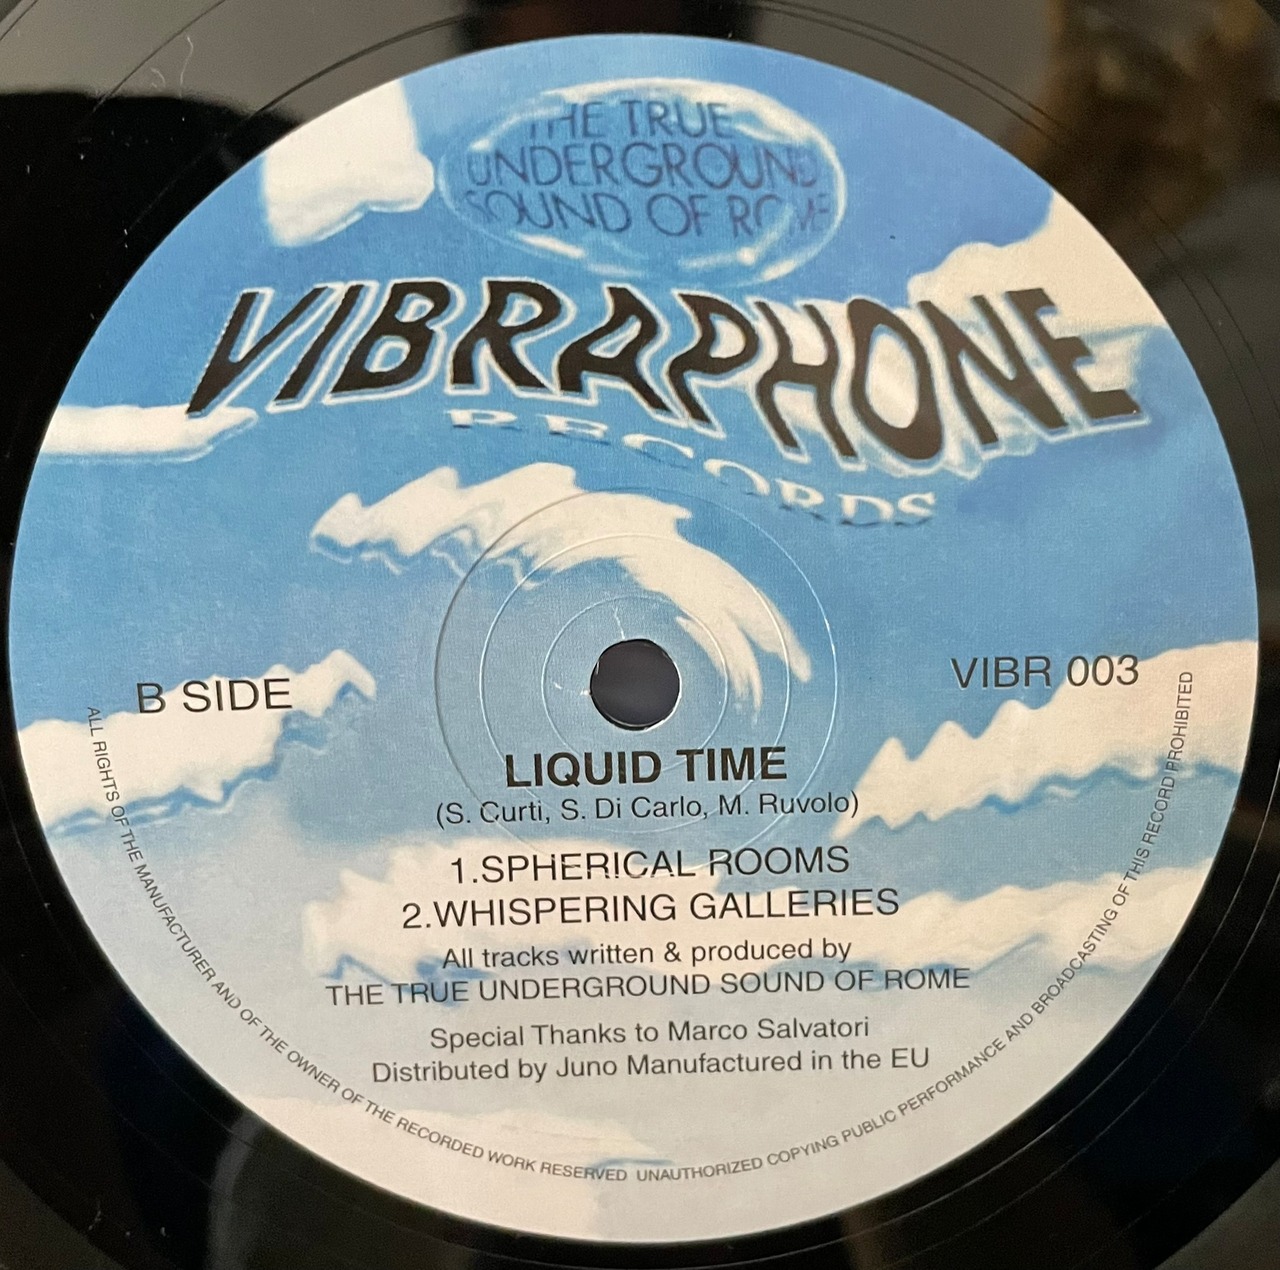 THE TRUE
UNDERGROUND
SOUND OF ROME
VIBRAPHONE
RECORDS
B SIDE
VIBR 003
LIQUID TIME
(S. Curti, S. Di Carlo, M. Ruvolo)
1.SPHERICAL ROOMS
2.WHISPERING GALLERIES
All tracks written & produced by
THE TRUE UNDERGROUND SOUND OF ROME
Special Thanks to Marco Salvatori
Distributed by Juno Manufactured in the EU
ALL RIGHTS OF THE MANUFACTURER AND OF THE OWNER OF THE RECORDED WORK RESERVED UNAUTHORIZED COPYING PUBLIC PERFORMANCE AND BROADCASTING OF THIS RECORD PROHIBITED